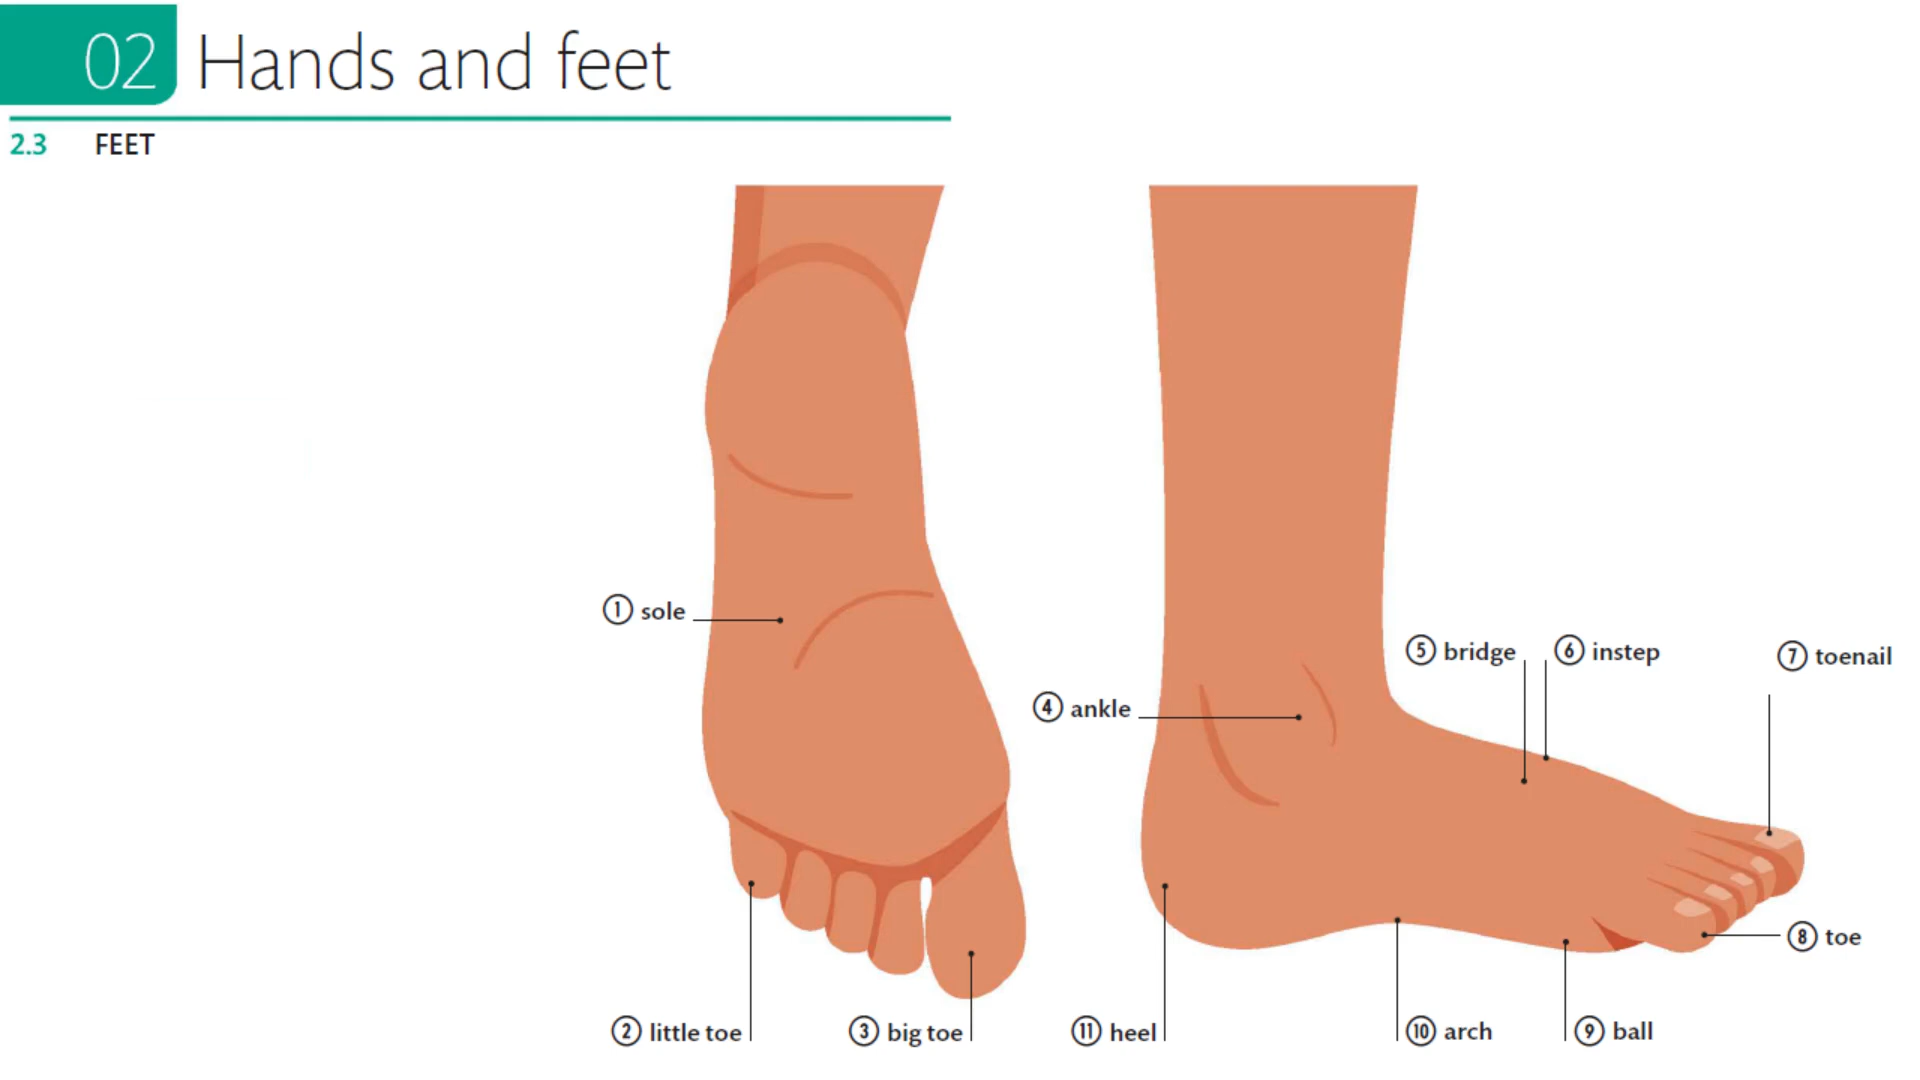 02 Hands and feet
2.3 FEET
1 sole
2 little toe
3 big toe
4 ankle
5 bridge
6 instep
7 toenail
8 toe
9 ball
10 arch
11 heel